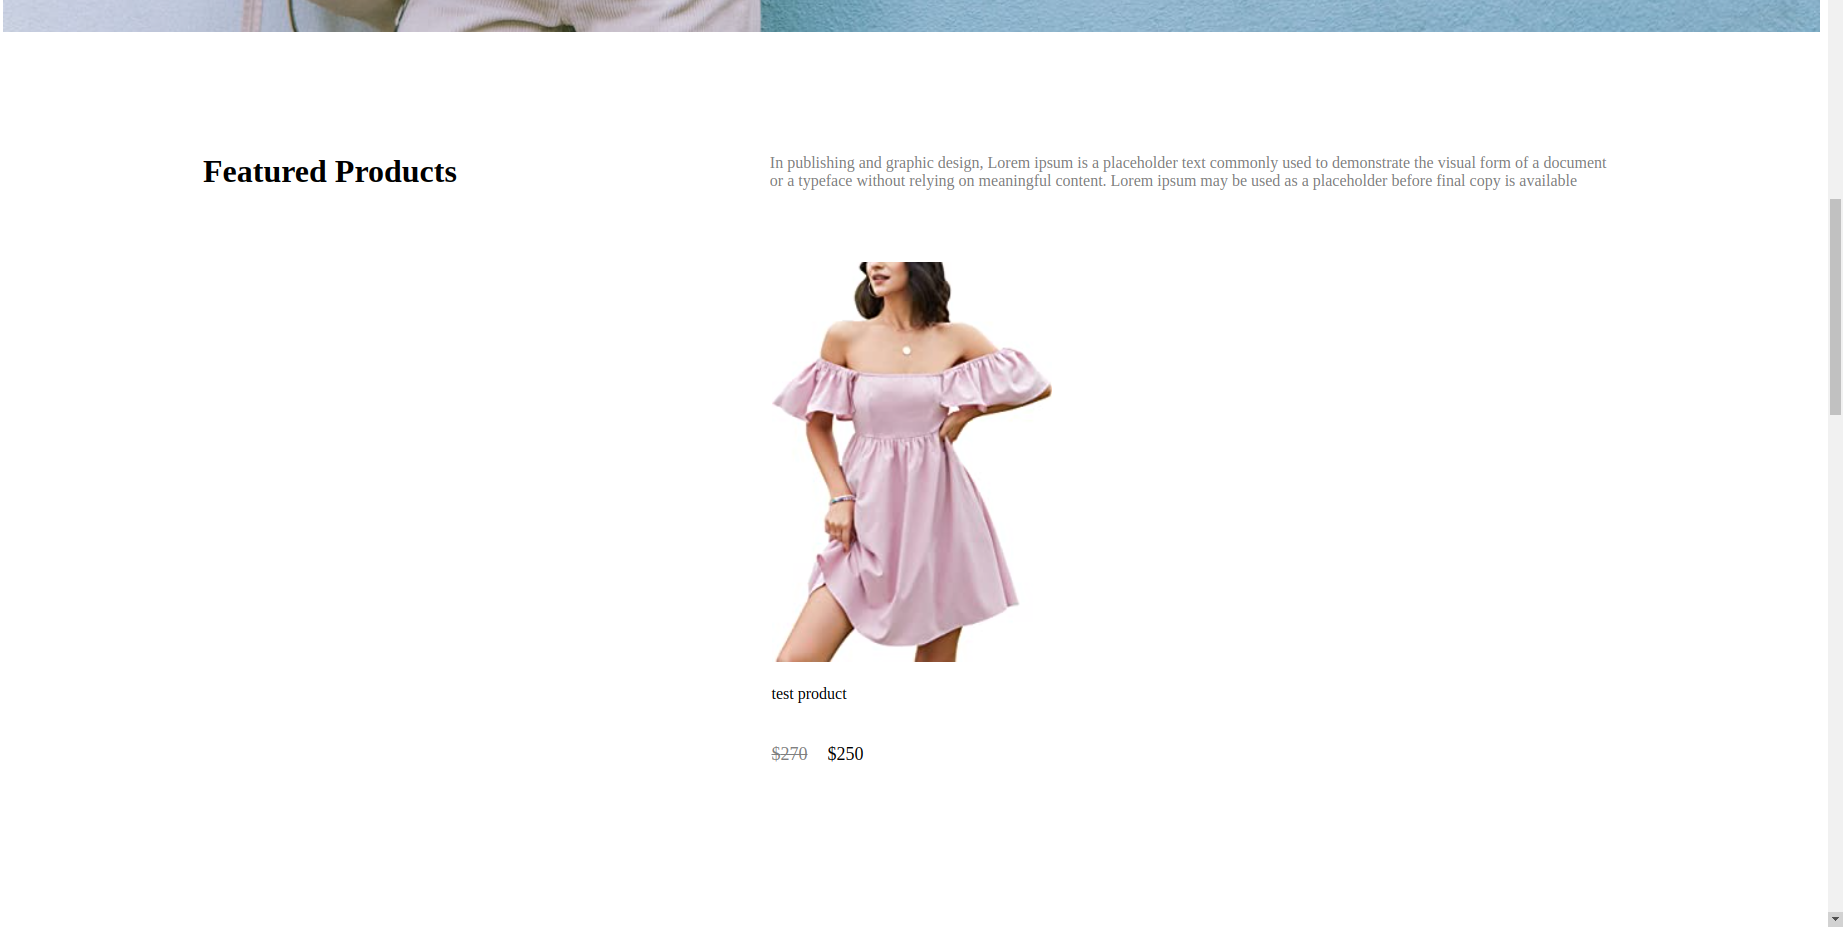 Featured Products
In publishing and graphic design, Lorem ipsum is a placeholder text commonly used to demonstrate the visual form of a document
or a typeface without relying on meaningful content. Lorem ipsum may be used as a placeholder before final copy is available
test product
$270 $250